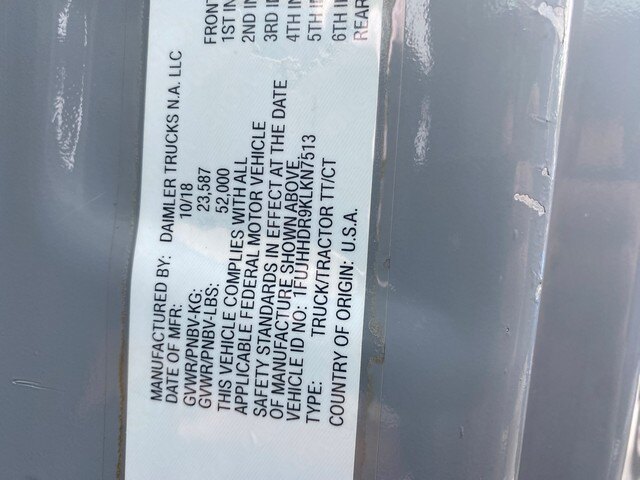 MANUFACTURED BY: DAIMLER TRUCKS N.A. LLC
DATE OF MFR: 10/18
GVWR/PNBV-KG: 23,587
GVWR/PNBV-LBS: 52,000
THIS VEHICLE COMPLIES WITH ALL
APPLICABLE FEDERAL MOTOR VEHICLE
SAFETY STANDARDS IN EFFECT AT THE DATE
OF MANUFACTURE SHOWN ABOVE.
VEHICLE ID NO: 1FUJHHDR9KLKN7513
TYPE: TRUCK/TRACTOR TT/CT
COUNTRY OF ORIGIN: U.S.A.
FRONT
1ST IN
2ND IN
3RD IN
4TH IN
5TH IN
6TH IN
REAR